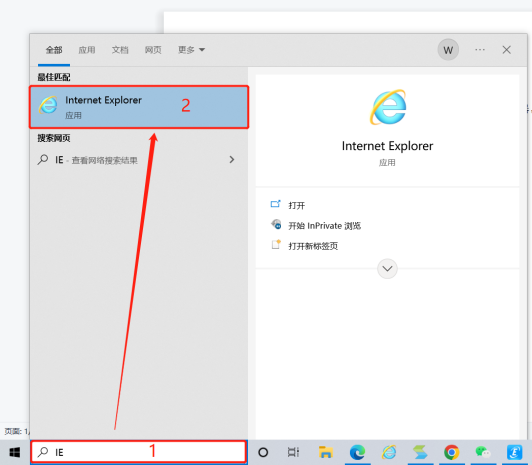 全部 应用 文档 网页 更多 W ...
最佳匹配
Internet Explorer
应用
2
搜索网页
IE - 查看网络搜索结果
Internet Explorer
应用
打开
开始 InPrivate 浏览
打开新标签页
页面: 1/
IE
1